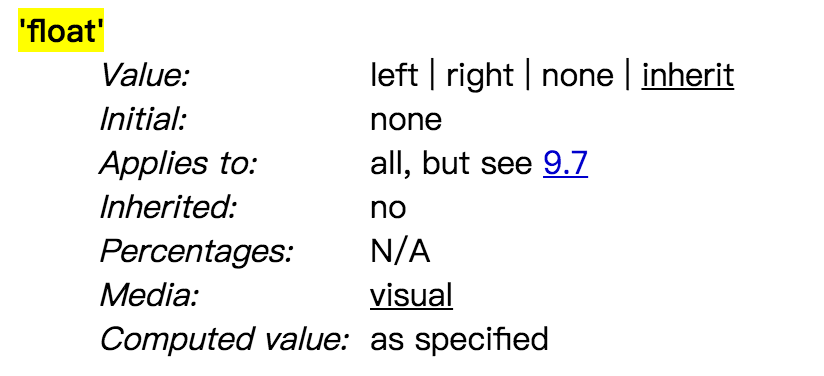 'float'
Value: left | right | none | inherit
Initial: none
Applies to: all, but see 9.7
Inherited: no
Percentages: N/A
Media: visual
Computed value: as specified